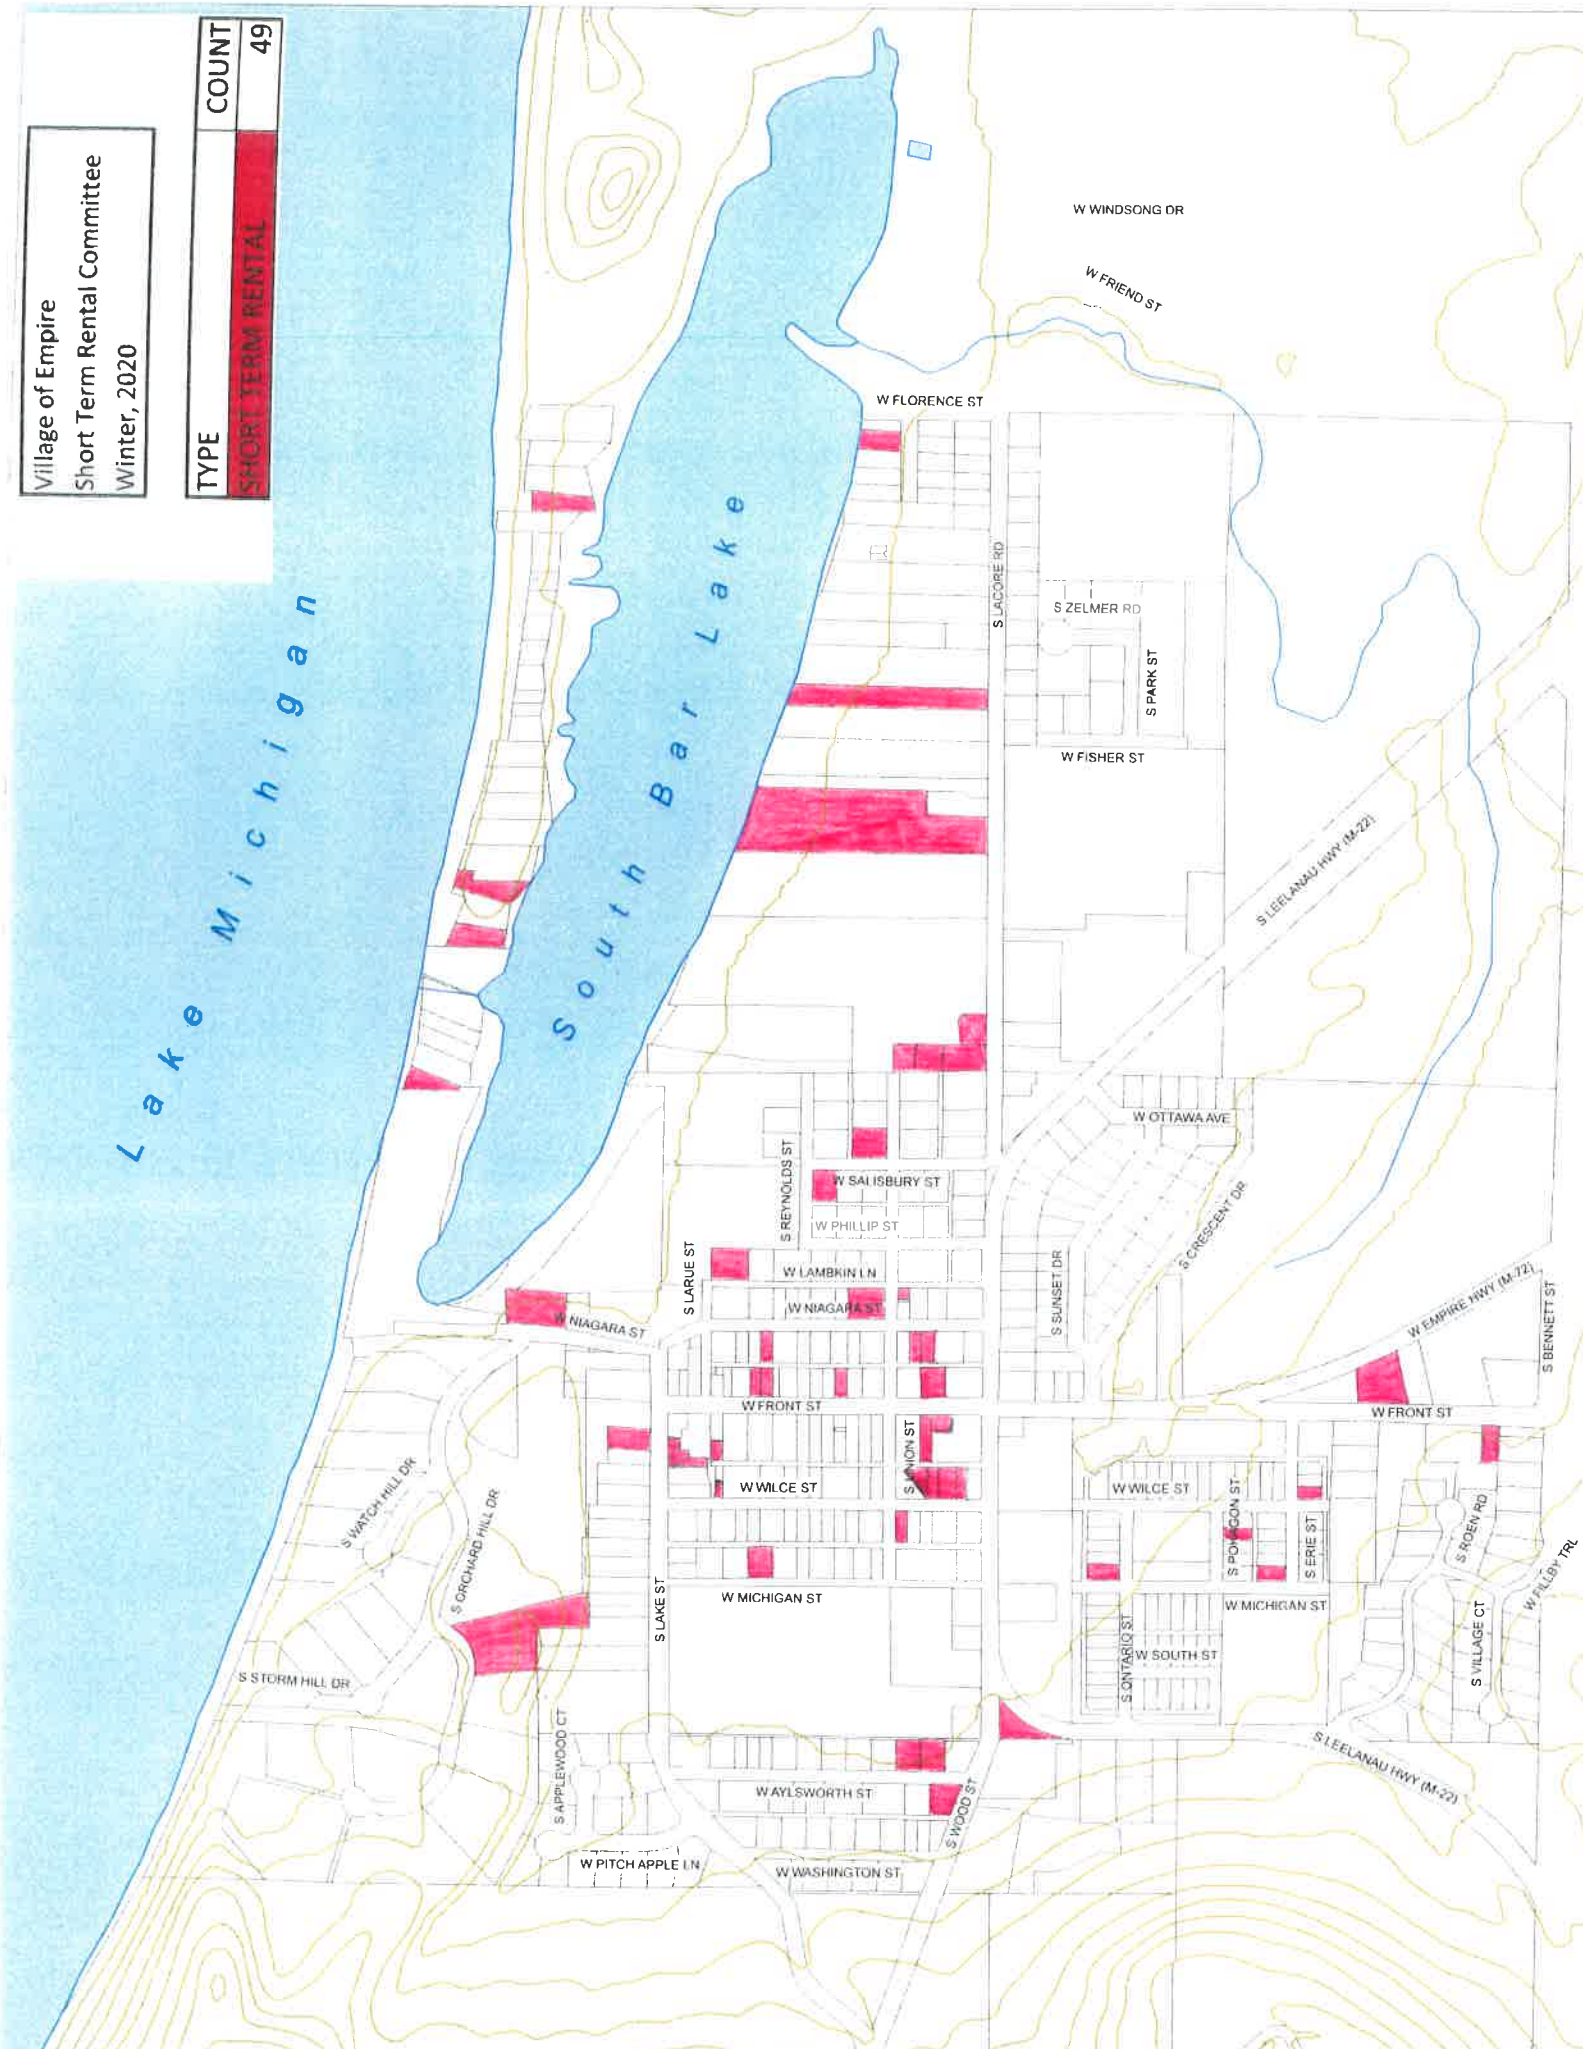 Village of Empire
Short Term Rental Committee
Winter, 2020
TYPE COUNT
SHORT TERM RENTAL 49
Lake Michigan
South Bar Lake
W WINDSONG DR
W FRIEND ST
W FLORENCE ST
S LACORE RD
S ZELMER RD
S PARK ST
W FISHER ST
S LEELANAU HWY (M-22)
W OTTAWA AVE
S REYNOLDS ST
W SALISBURY ST
W PHILLIP ST
S CRESCENT DR
S LARUE ST
W LAMBKIN LN
S SUNSET DR
W NIAGARA ST
W NIAGARA ST
W EMPIRE HWY (M-72)
S BENNETT ST
W FRONT ST
W FRONT ST
S UNION ST
S WATCH HILL DR
W WILCE ST
W WILCE ST
S POKAGON ST
S ORCHARD HILL DR
S ERIE ST
S ROEN RD
W FILLBY TRL
S LAKE ST
W MICHIGAN ST
W MICHIGAN ST
S ONTARIO ST
W SOUTH ST
S VILLAGE CT
S STORM HILL DR
S APPLEWOOD CT
W AYLSWORTH ST
S WOOD ST
S LEELANAU HWY (M-22)
W PITCH APPLE LN
W WASHINGTON ST